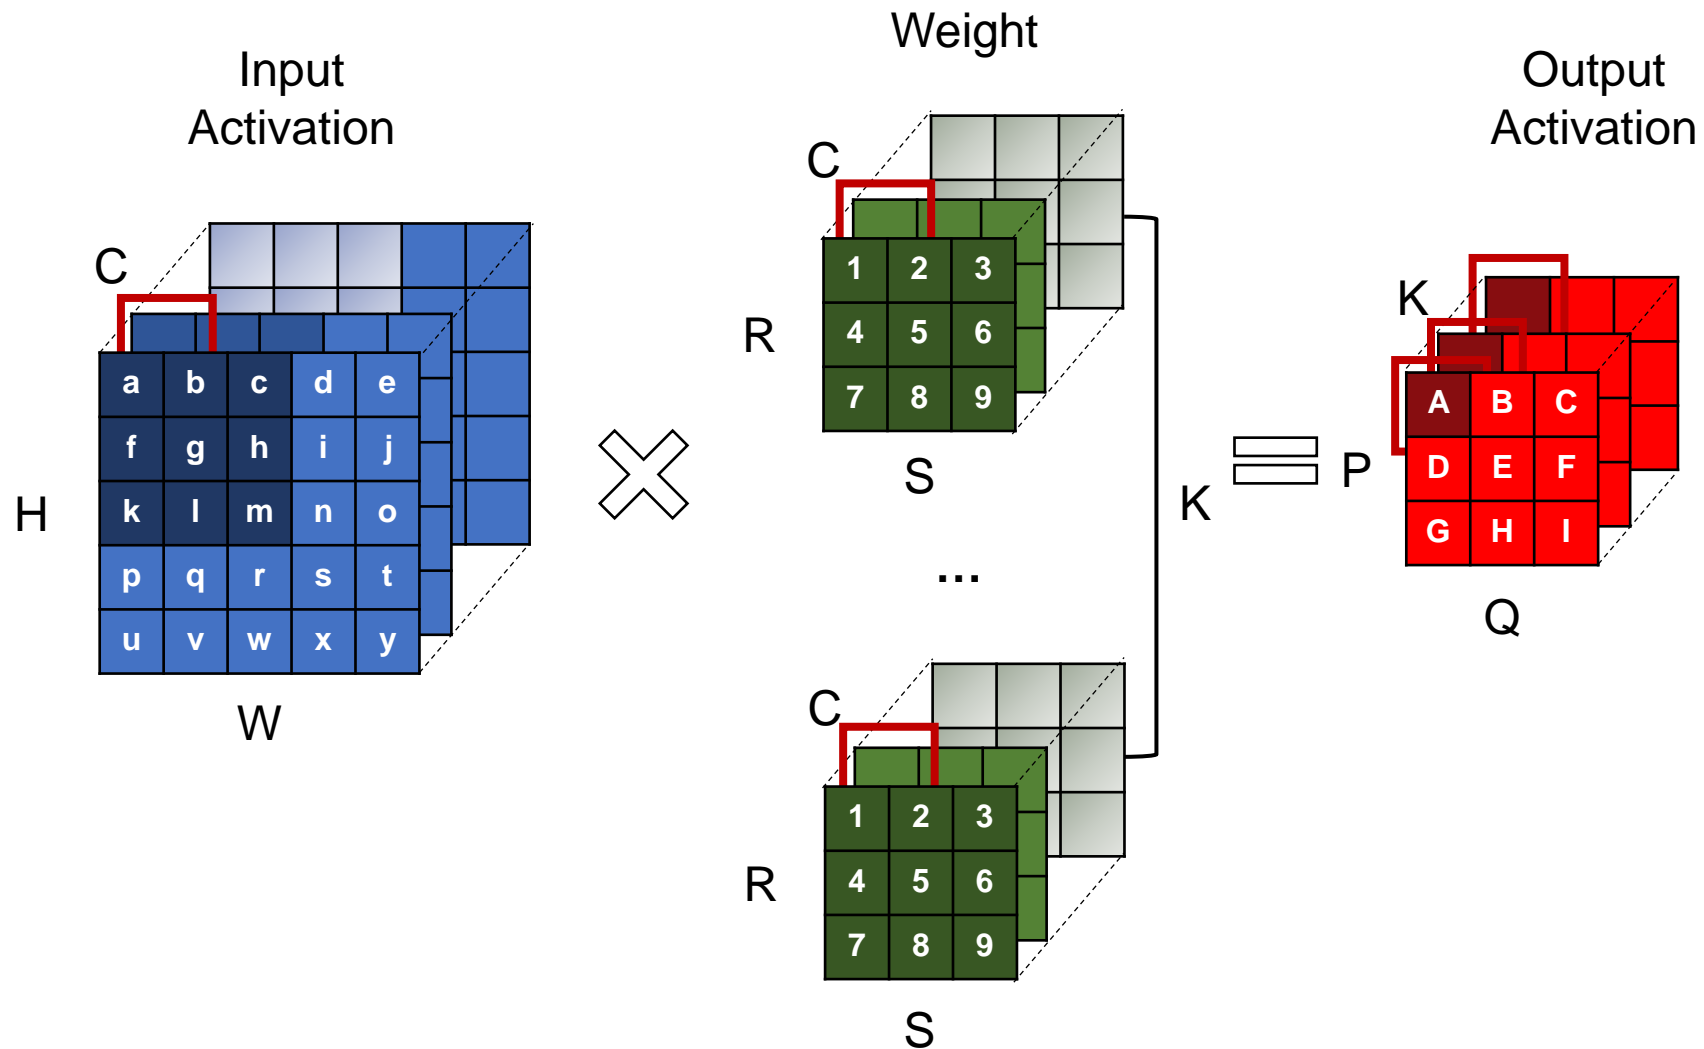 Input
Activation
C
a b c d e
f g h i j
k l m n o
p q r s t
u v w x y
H
W
Weight
C
1 2 3
4 5 6
7 8 9
R
S
...
K
C
1 2 3
4 5 6
7 8 9
R
S
Output
Activation
K
A B C
D E F
G H I
P
Q